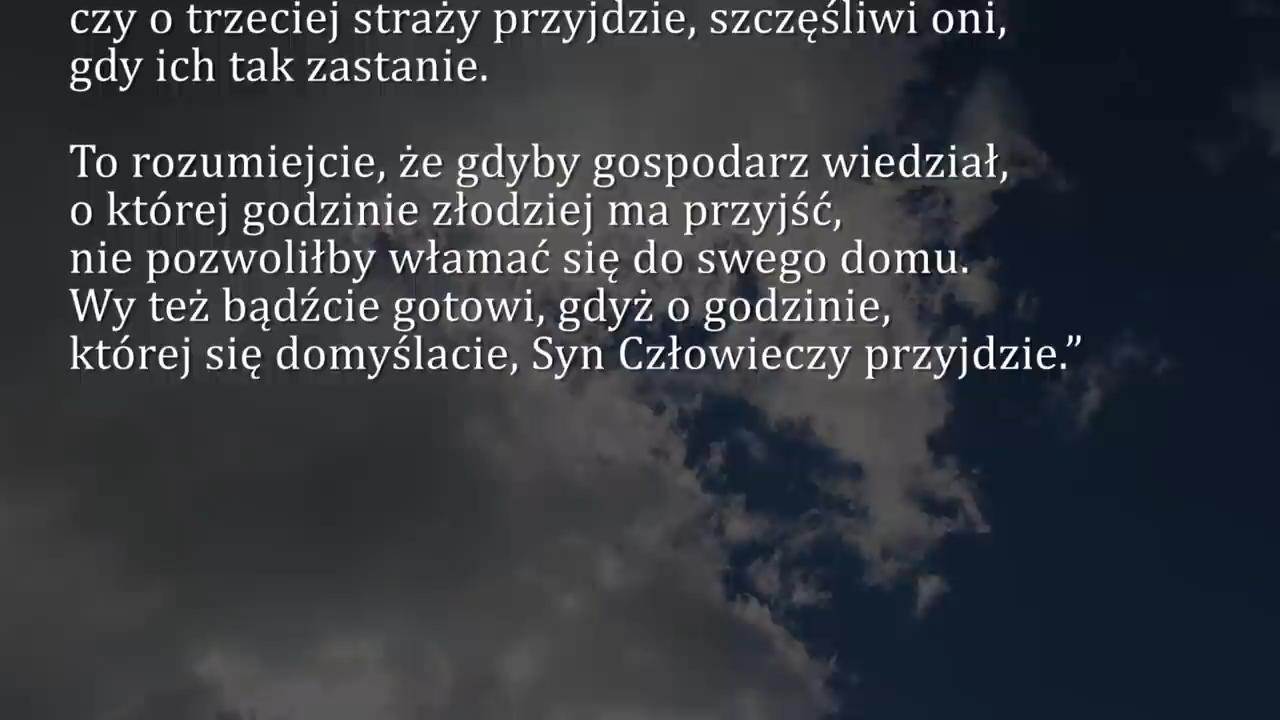 czy o trzeciej straży przyjdzie, szczęśliwi oni,
gdy ich tak zastanie.
To rozumiejcie, że gdyby gospodarz wiedział,
o której godzinie złodziej ma przyjść,
nie pozwoliłby włamać się do swego domu.
Wy też bądźcie gotowi, gdyż o godzinie,
której się domyślacie, Syn Człowieczy przyjdzie.”